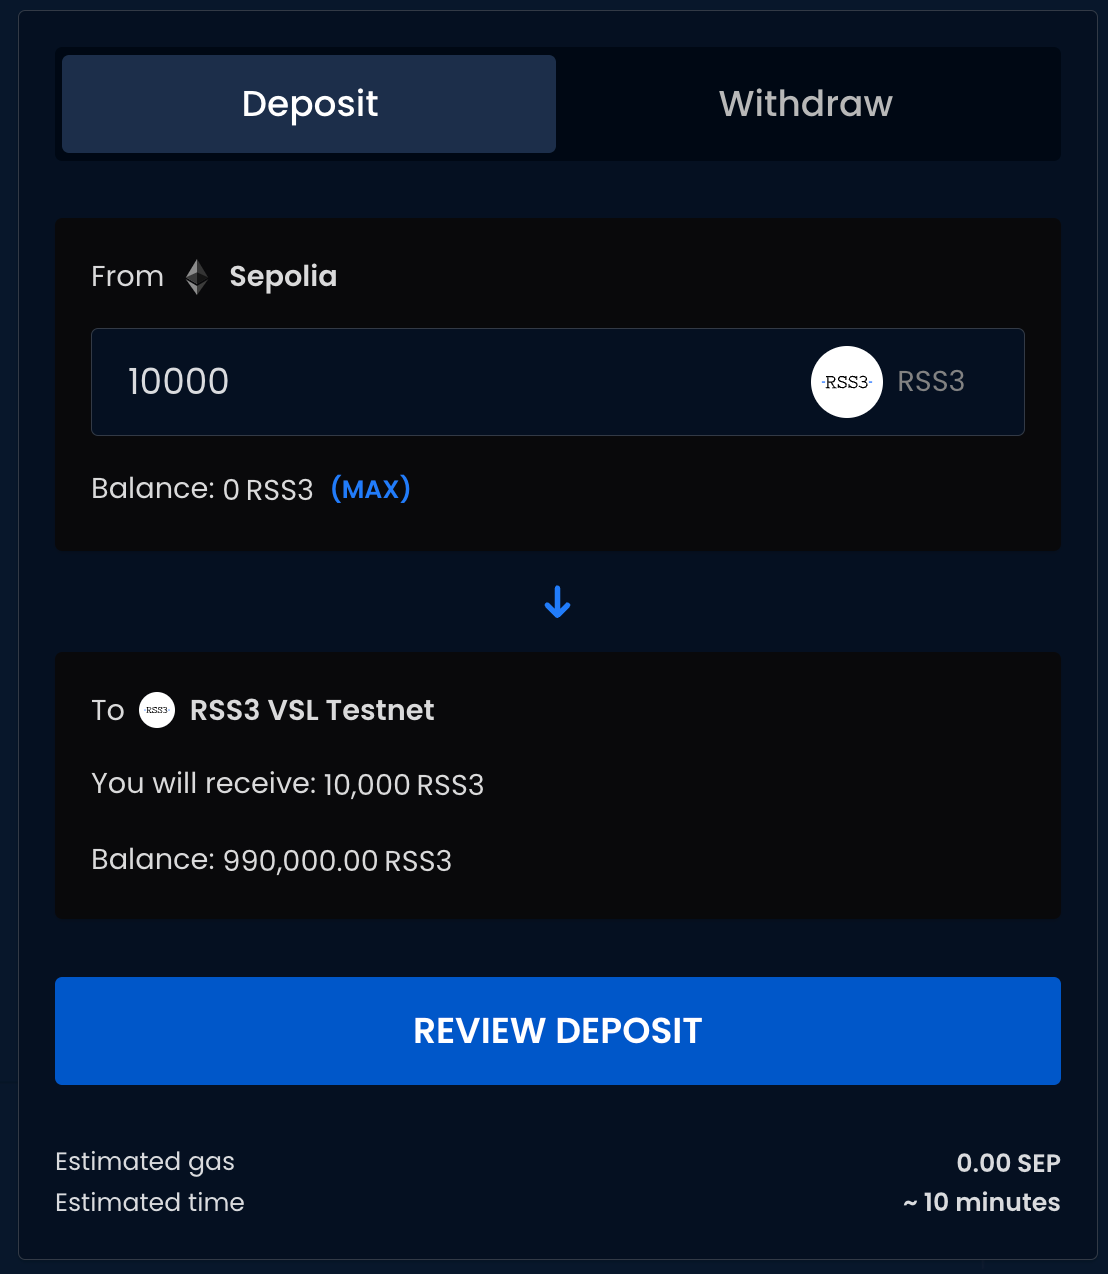 Deposit Withdraw
From Sepolia
10000 -RSS3- RSS3
Balance: 0 RSS3 (MAX)
To -RSS3- RSS3 VSL Testnet
You will receive: 10,000 RSS3
Balance: 990,000.00 RSS3
REVIEW DEPOSIT
Estimated gas 0.00 SEP
Estimated time ~ 10 minutes